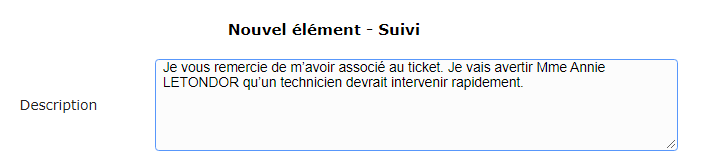 Nouvel élément - Suivi
Je vous remercie de m’avoir associé au ticket. Je vais avertir Mme Annie
LETONDOR qu’un technicien devrait intervenir rapidement.
Description